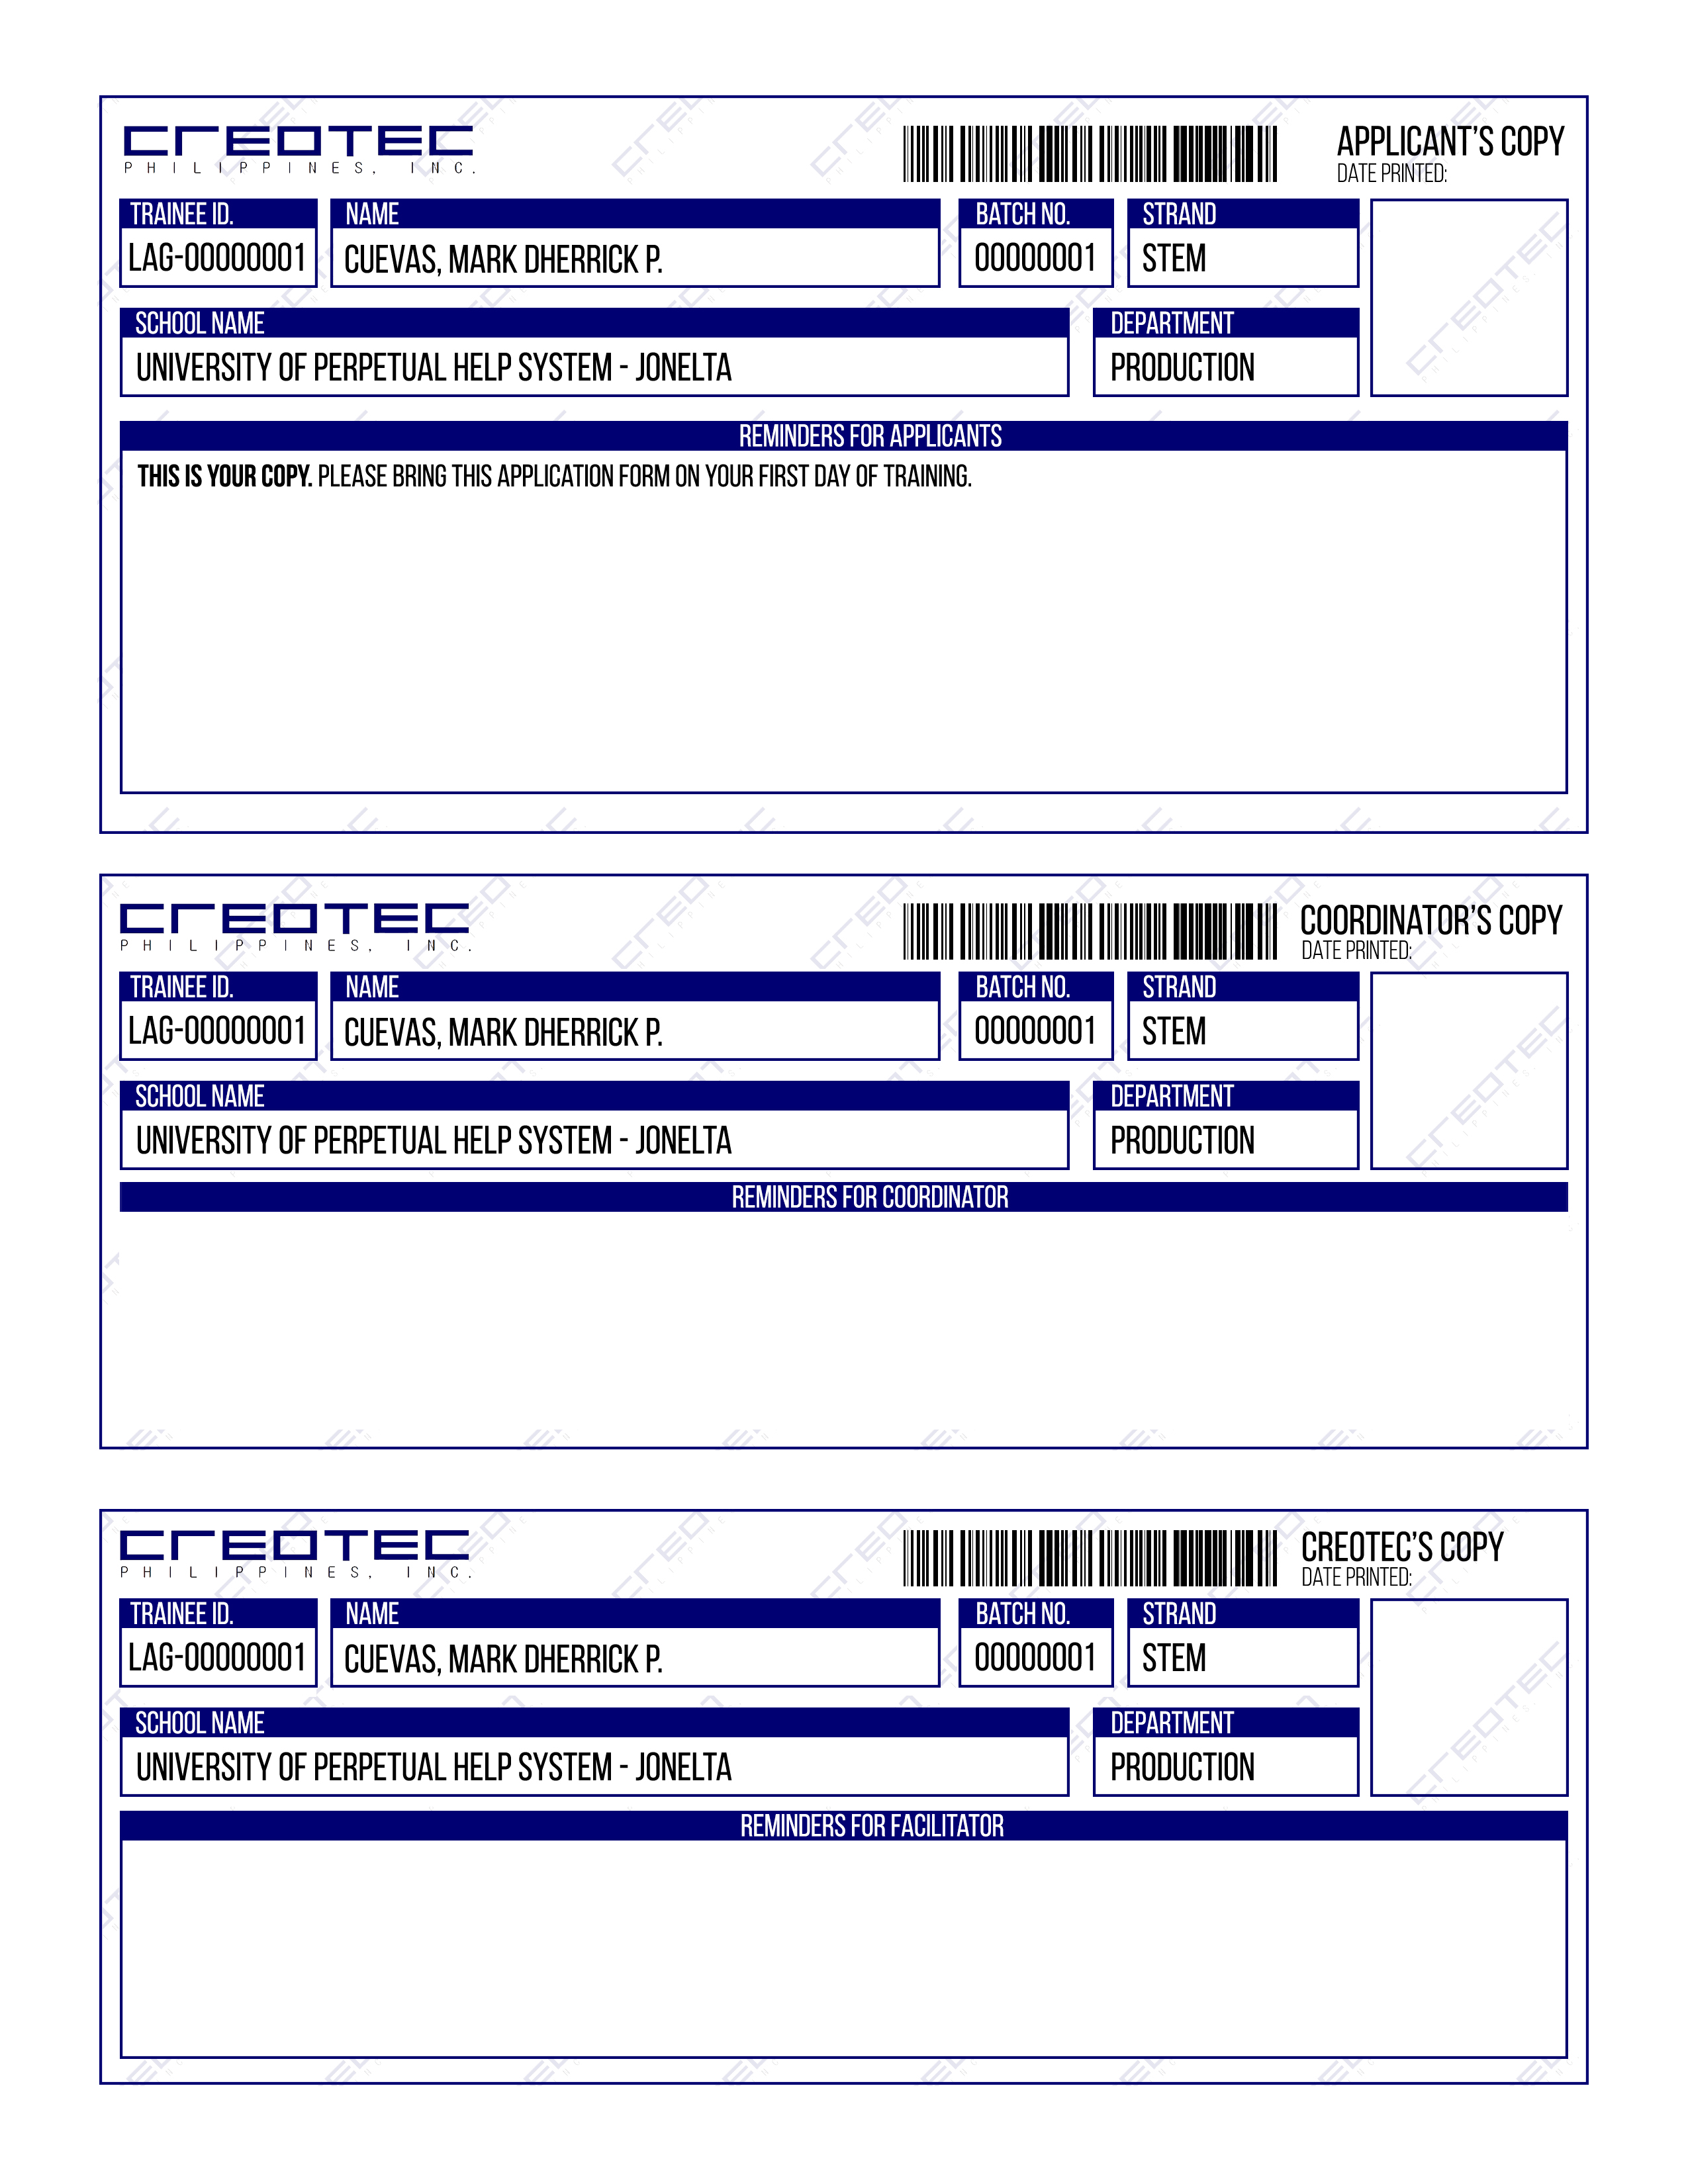 CREOTEC
PHILIPPINES, INC.
APPLICANT'S COPY
DATE PRINTED:
TRAINEE ID. NAME BATCH NO. STRAND
LAG-00000001 CUEVAS, MARK DHERRICK P. 00000001 STEM
SCHOOL NAME DEPARTMENT
UNIVERSITY OF PERPETUAL HELP SYSTEM - JONELTA PRODUCTION
REMINDERS FOR APPLICANTS
THIS IS YOUR COPY. PLEASE BRING THIS APPLICATION FORM ON YOUR FIRST DAY OF TRAINING.
CREOTEC
PHILIPPINES, INC.
COORDINATOR'S COPY
DATE PRINTED:
TRAINEE ID. NAME BATCH NO. STRAND
LAG-00000001 CUEVAS, MARK DHERRICK P. 00000001 STEM
SCHOOL NAME DEPARTMENT
UNIVERSITY OF PERPETUAL HELP SYSTEM - JONELTA PRODUCTION
REMINDERS FOR COORDINATOR
CREOTEC
PHILIPPINES, INC.
CREOTEC'S COPY
DATE PRINTED:
TRAINEE ID. NAME BATCH NO. STRAND
LAG-00000001 CUEVAS, MARK DHERRICK P. 00000001 STEM
SCHOOL NAME DEPARTMENT
UNIVERSITY OF PERPETUAL HELP SYSTEM - JONELTA PRODUCTION
REMINDERS FOR FACILITATOR